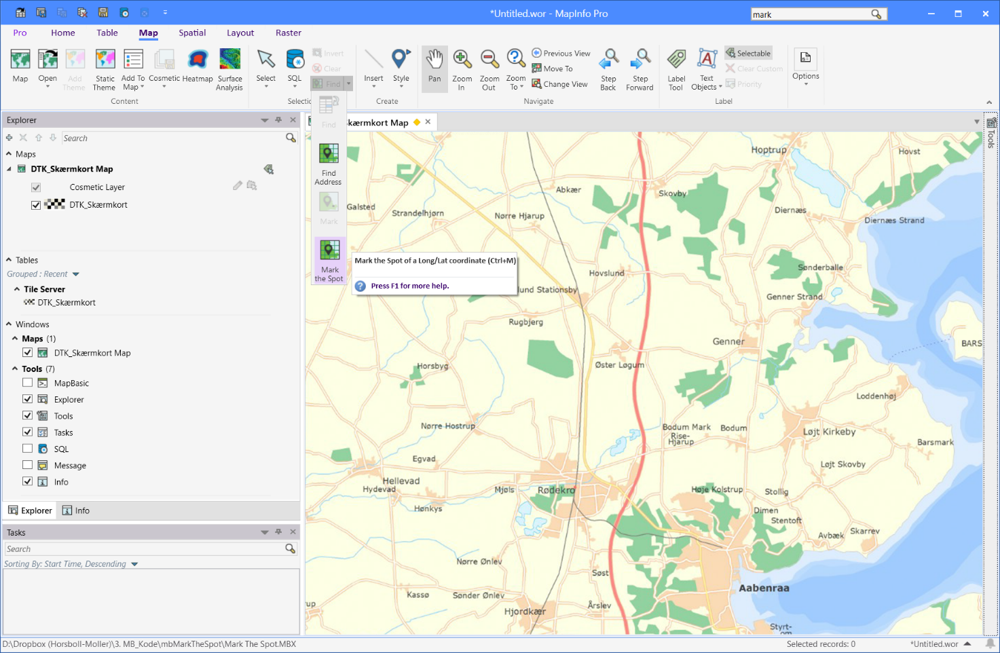 *Untitled.wor - MapInfo Pro
mark
Pro
Home
Table
Map
Spatial
Layout
Raster
Map
Open
Add
Theme
Static
Theme
Add To
Map
Cosmetic
Heatmap
Surface
Analysis
Content
Select
SQL
Invert
Clear
Find
Selectio
Insert
Style
Create
Pan
Zoom
In
Zoom
Out
Zoom
To
Previous View
Move To
Change View
Step
Back
Step
Forward
Navigate
Label
Tool
Text
Objects
Selectable
Clear Custom
Priority
Label
Options
Find
Find
Address
Mark
Mark
the Spot
Mark the Spot of a Long/Lat coordinate (Ctrl+M)
Press F1 for more help.
Explorer
Search
Maps
DTK_Skærmkort Map
Cosmetic Layer
DTK_Skærmkort
Tables
Grouped : Recent
Tile Server
DTK_Skærmkort
Windows
Maps (1)
DTK_Skærmkort Map
Tools (7)
MapBasic
Explorer
Tools
Tasks
SQL
Message
Info
Explorer
Info
Tasks
Search
Sorting By: Start Time, Descending
kærmkort Map
Tools
Hoptrup
Hovst
Abkær
Skovby
Galsted
Strandelhjørn
Nørre Hjarup
Diernæs
Diernæs Strand
Sønderballe
Hovslund
lund Stationsby
Genner Strand
Rugbjerg
Genner
BARS
Horsbyg
Øster Løgum
Loddenhøj
Nørre Hostrup
Bodum Mark
Rise-
Hjarup
Bodum
Løjt Kirkeby
Barsmark
Egvad
Løjt Skovby
Hellevad
Hydevad
Mjøls
Rødekro
Høje Kolstrup
Stollig
Hønkys
Dimen
Stentoft
Avbæk
Skarrev
Nørre Ønlev
Søst
Aabenraa
Kassø
Sønder Ønlev
Årslev
up
Hjordkær
Styrt-
om
D:\Dropbox (Horsboll-Moller)\3. MB_Kode\mbMarkTheSpot\Mark The Spot.MBX
Selected records: 0
*Untitled.wor